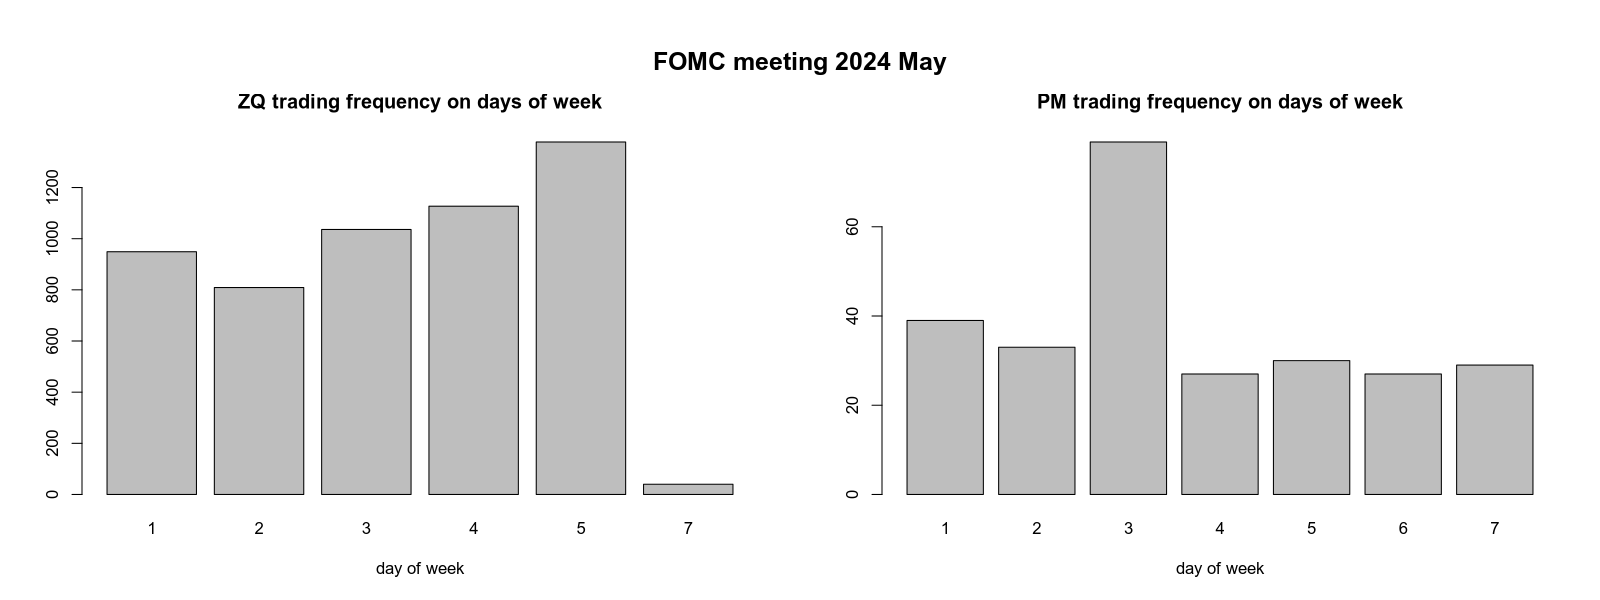 FOMC meeting 2024 May
ZQ trading frequency on days of week
0 200 400 600 800 1000 1200
1 2 3 4 5 7
day of week
PM trading frequency on days of week
0 20 40 60
1 2 3 4 5 6 7
day of week